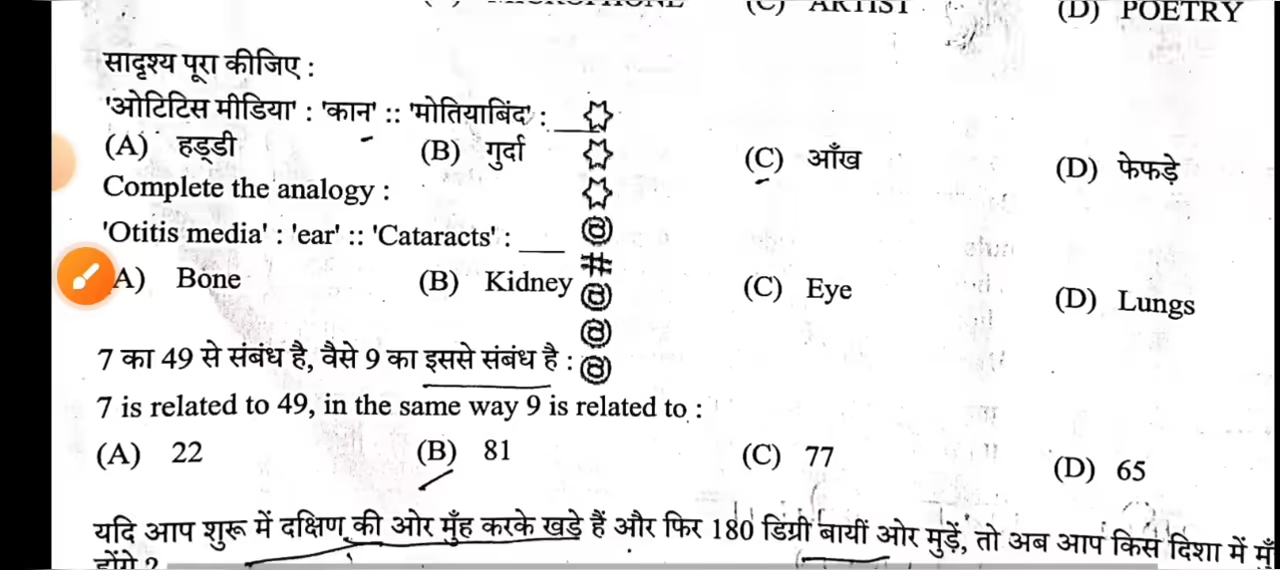 MICROPHONE (C) ARTIST (D) POETRY
सादृश्य पूरा कीजिए :
'ओटिटिस मीडिया' : 'कान' :: 'मोतियाबिंद' : ___
(A) हड्डी (B) गुर्दा (C) आँख (D) फेफड़े
Complete the analogy :
'Otitis media' : 'ear' :: 'Cataracts' : ___
A) Bone (B) Kidney (C) Eye (D) Lungs
7 का 49 से संबंध है, वैसे 9 का इससे संबंध है :
7 is related to 49, in the same way 9 is related to :
(A) 22 (B) 81 (C) 77 (D) 65
यदि आप शुरू में दक्षिण की ओर मुँह करके खड़े हैं और फिर 180 डिग्री बायीं ओर मुड़ें, तो अब आप किस दिशा में
होंगे ?